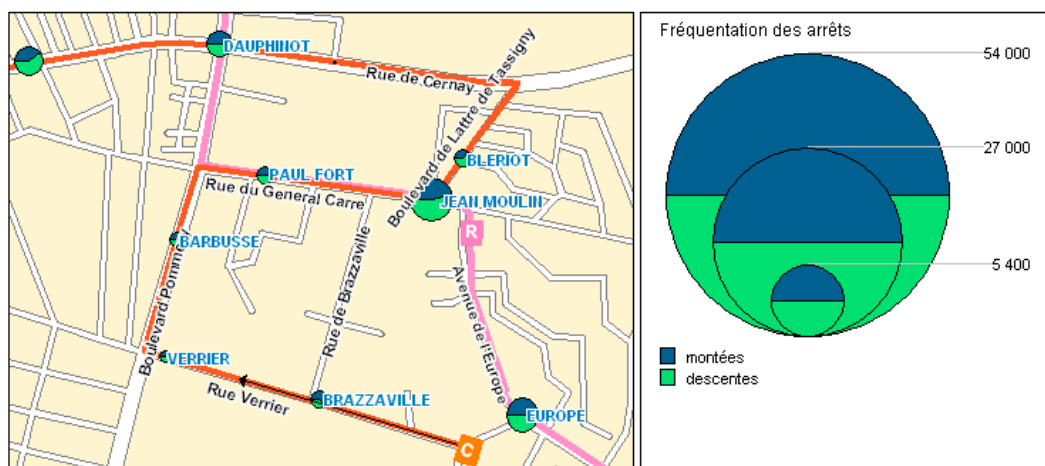 DAUPHINOT
Rue de Cernay
Boulevard de Lattre de Tassigny
BLERIOT
PAUL FORT
Rue du General Carre
JEAN MOULIN
R
BARBUSSE
Rue de Brazzaville
Avenue de l'Europe
VERRIER
Rue Verrier
BRAZZAVILLE
EUROPE
C
Fréquentation des arrêts
54 000
27 000
5 400
montées
descentes